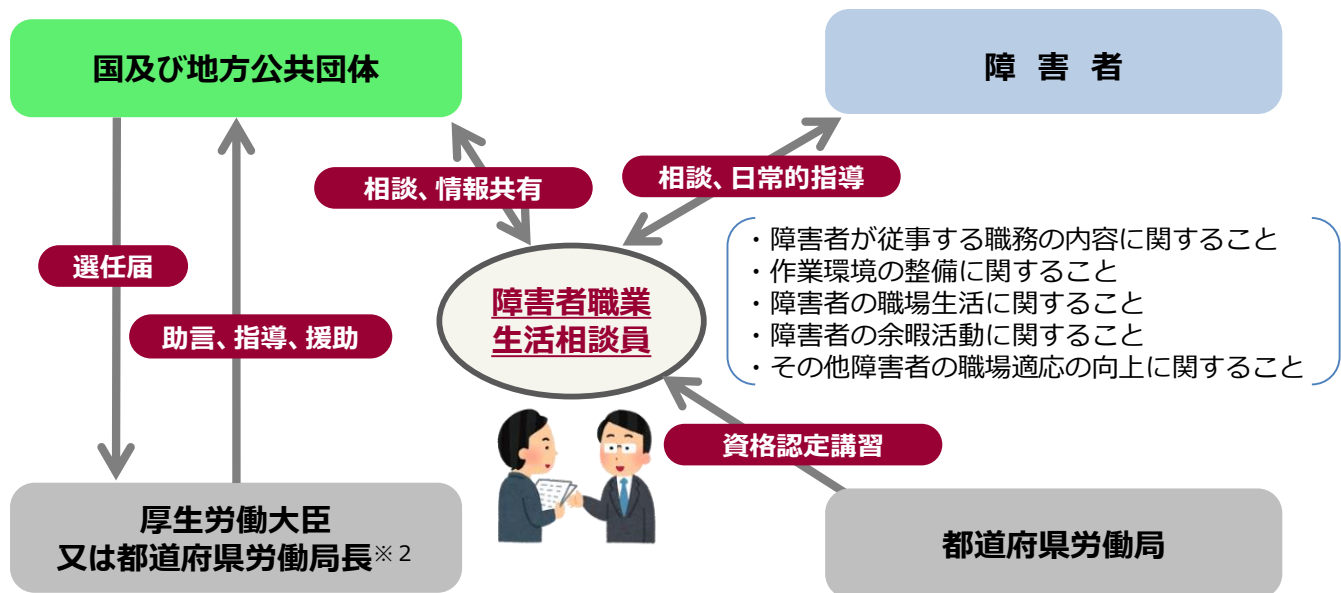 国及び地方公共団体
障 害 者
相談、情報共有
相談、日常的指導
選任届
助言、指導、援助
障害者職業
生活相談員
・障害者が従事する職務の内容に関すること
・作業環境の整備に関すること
・障害者の職場生活に関すること
・障害者の余暇活動に関すること
・その他障害者の職場適応の向上に関すること
資格認定講習
厚生労働大臣
又は都道府県労働局長※2
都道府県労働局